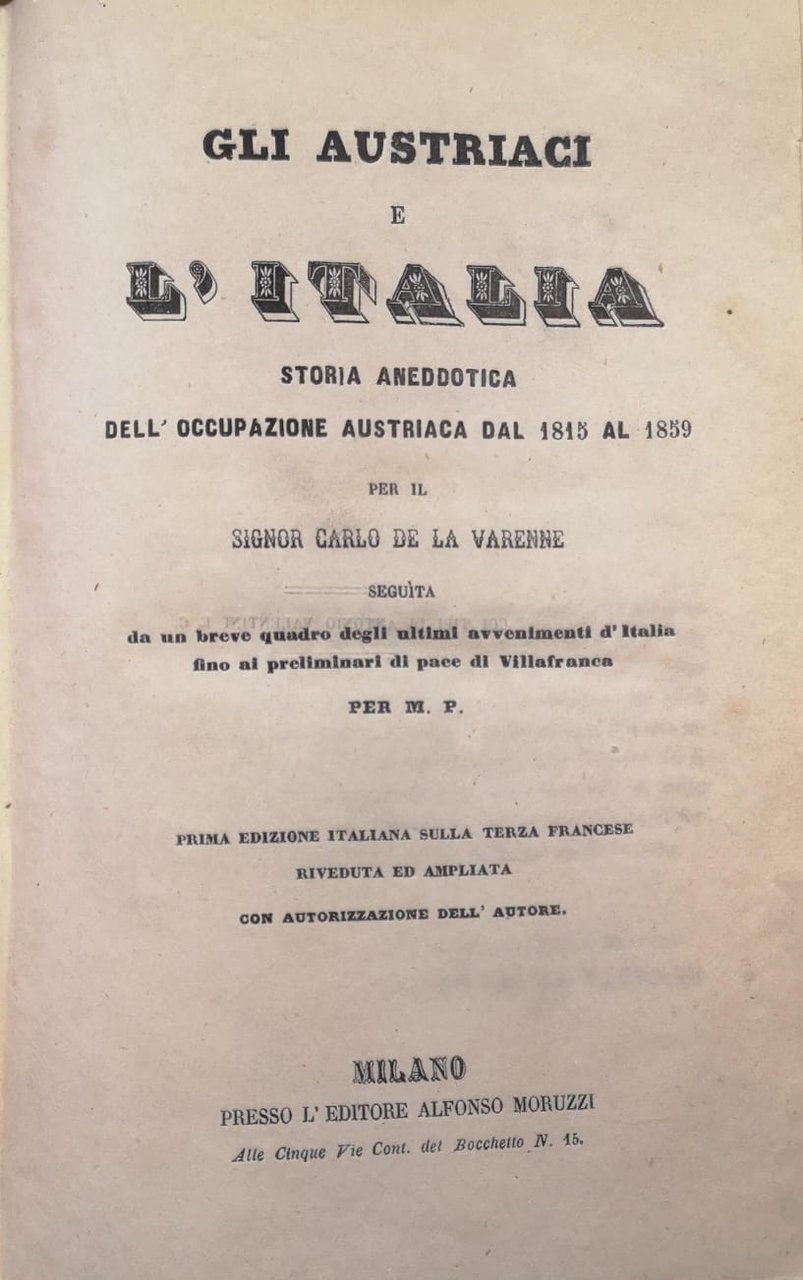 GLI AUSTRIACI
E
L' ITALIA
STORIA ANEDDOTICA
DELL' OCCUPAZIONE AUSTRIACA DAL 1815 AL 1859
PER IL
SIGNOR CARLO DE LA VARENNE
SEGUÌTA
da un breve quadro degli ultimi avvenimenti d' Italia
fino ai preliminari di pace di Villafranca
PER M. P.
PRIMA EDIZIONE ITALIANA SULLA TERZA FRANCESE
RIVEDUTA ED AMPLIATA
CON AUTORIZZAZIONE DELL' AUTORE.
MILANO
PRESSO L' EDITORE ALFONSO MORUZZI
Alle Cinque Vie Cont. del Bocchetto N. 15.